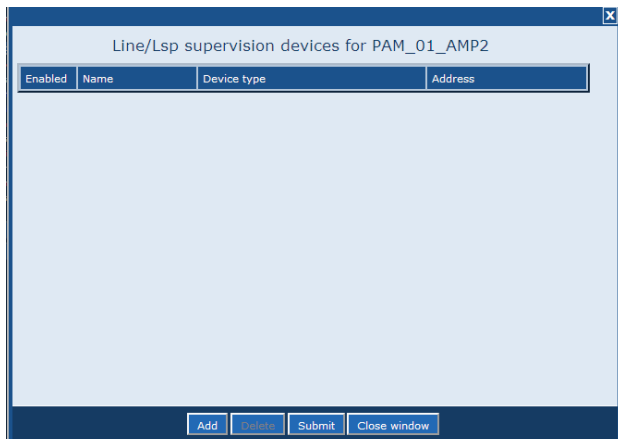 X
Line/Lsp supervision devices for PAM_01_AMP2
Enabled Name Device type Address
Add Delete Submit Close window